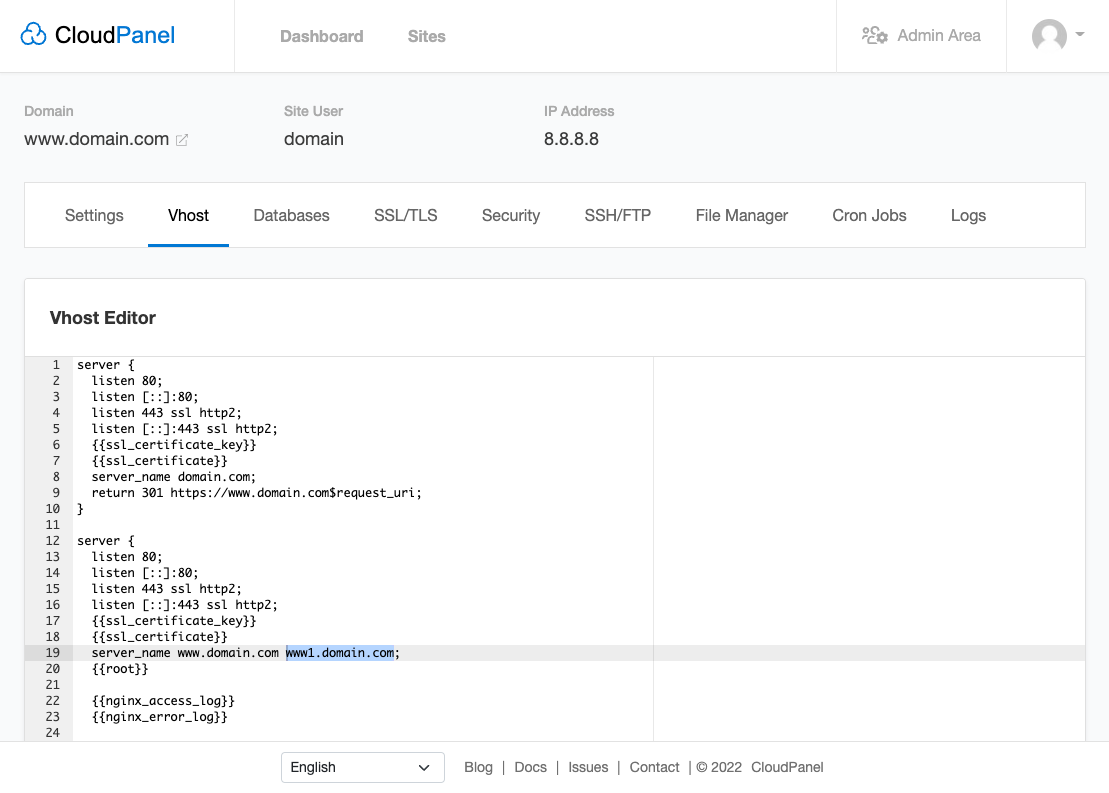 CloudPanel
Dashboard Sites
Admin Area
Domain Site User IP Address
www.domain.com domain 8.8.8.8
Settings Vhost Databases SSL/TLS Security SSH/FTP File Manager Cron Jobs Logs
Vhost Editor
1 server {
2 listen 80;
3 listen [::]:80;
4 listen 443 ssl http2;
5 listen [::]:443 ssl http2;
6 {{ssl_certificate_key}}
7 {{ssl_certificate}}
8 server_name domain.com;
9 return 301 https://www.domain.com$request_uri;
10 }
11
12 server {
13 listen 80;
14 listen [::]:80;
15 listen 443 ssl http2;
16 listen [::]:443 ssl http2;
17 {{ssl_certificate_key}}
18 {{ssl_certificate}}
19 server_name www.domain.com www1.domain.com;
20 {{root}}
21
22 {{nginx_access_log}}
23 {{nginx_error_log}}
24
English Blog | Docs | Issues | Contact | © 2022 CloudPanel